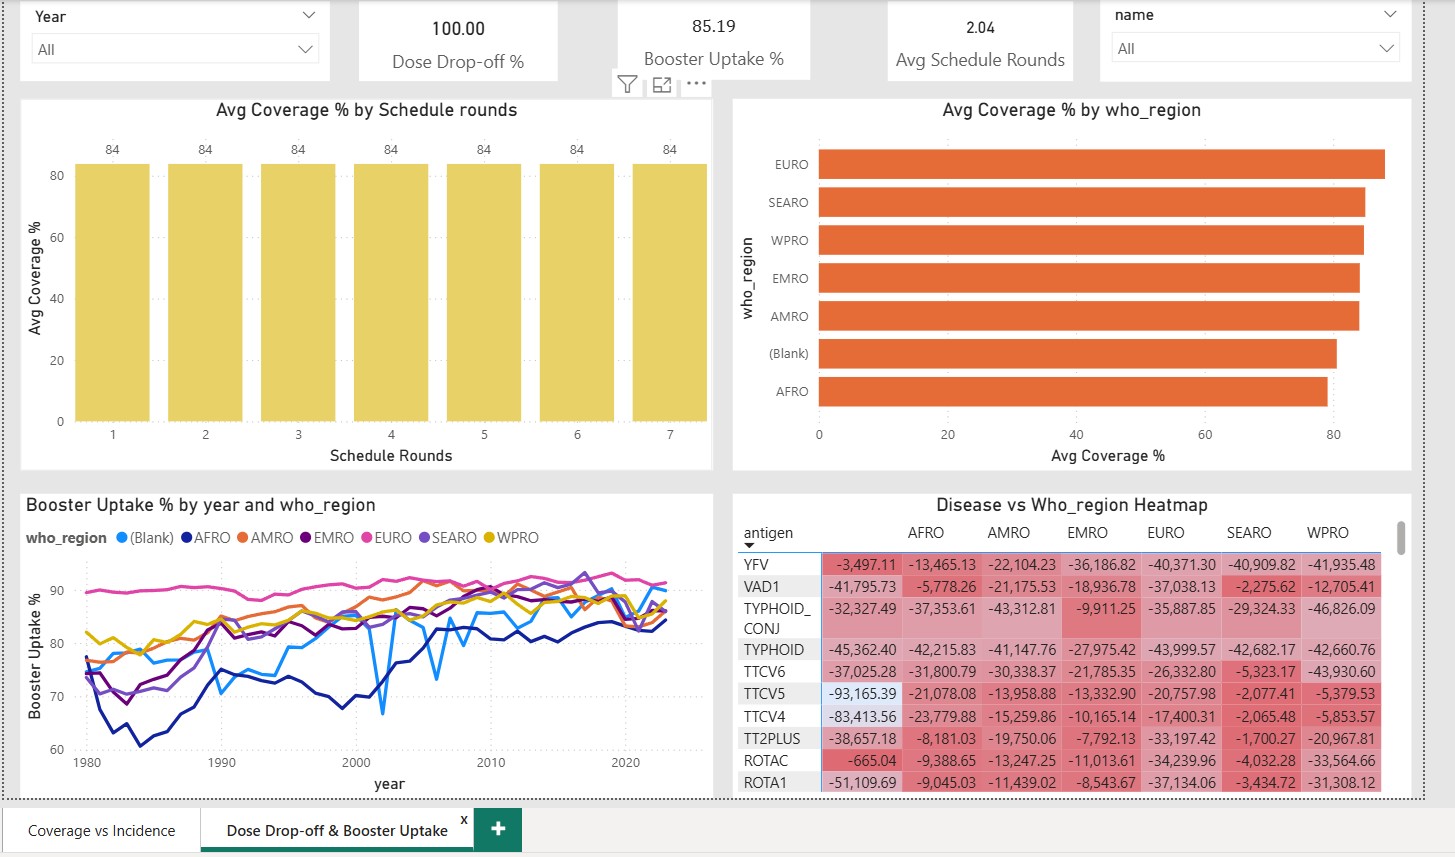 Year
All
100.00
Dose Drop-off %
85.19
Booster Uptake %
2.04
Avg Schedule Rounds
name
All
Avg Coverage % by Schedule rounds
84 84 84 84 84 84 84
80
60
40
20
0
Avg Coverage %
1 2 3 4 5 6 7
Schedule Rounds
Avg Coverage % by who_region
who_region
EURO
SEARO
WPRO
EMRO
AMRO
(Blank)
AFRO
0 20 40 60 80
Avg Coverage %
Booster Uptake % by year and who_region
who_region (Blank) AFRO AMRO EMRO EURO SEARO WPRO
Booster Uptake %
90
80
70
60
1980 1990 2000 2010 2020
year
Disease vs Who_region Heatmap
antigen AFRO AMRO EMRO EURO SEARO WPRO
YFV -3,497.11 -13,465.13 -22,104.23 -36,186.82 -40,371.30 -40,909.82 -41,935.48
VAD1 -41,795.73 -5,778.26 -21,175.53 -18,936.78 -37,038.13 -2,275.62 -12,705.41
TYPHOID_ -32,327.49 -37,353.61 -43,312.81 -9,911.25 -35,887.85 -29,324.33 -46,826.09
CONJ
TYPHOID -45,362.40 -42,215.83 -41,147.76 -27,975.42 -43,999.57 -42,682.17 -42,660.76
TTCV6 -37,025.28 -31,800.79 -30,338.37 -21,785.35 -26,332.80 -5,323.17 -43,930.60
TTCV5 -93,165.39 -21,078.08 -13,958.88 -13,332.90 -20,757.98 -2,077.41 -5,379.53
TTCV4 -83,413.56 -23,779.88 -15,259.86 -10,165.14 -17,400.31 -2,065.48 -5,853.57
TT2PLUS -38,657.18 -8,181.03 -19,750.06 -7,792.13 -33,197.42 -1,700.27 -20,967.81
ROTAC -665.04 -9,388.65 -13,247.25 -11,013.61 -34,239.96 -4,032.28 -33,564.66
ROTA1 -51,109.69 -9,045.03 -11,439.02 -8,543.67 -37,134.06 -3,434.72 -31,308.12
Coverage vs Incidence
Dose Drop-off & Booster Uptake x
+